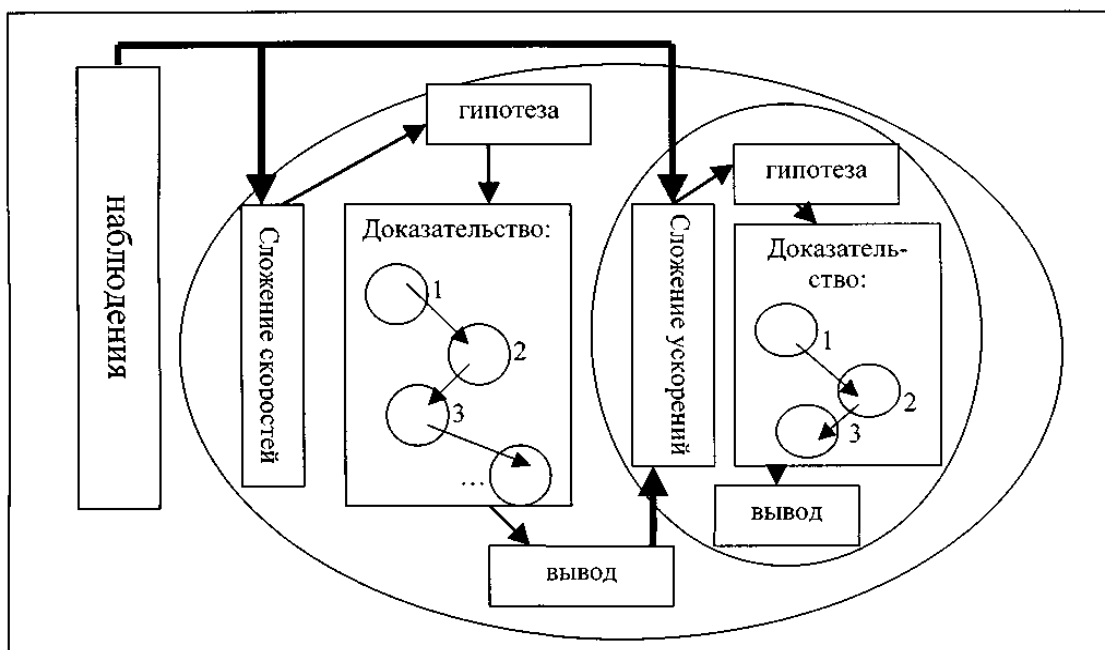 наблюдения
Сложение скоростей
гипотеза
Доказательство:
1
2
3
...
вывод
Сложение ускорений
гипотеза
Доказатель-
ство:
1
2
3
вывод